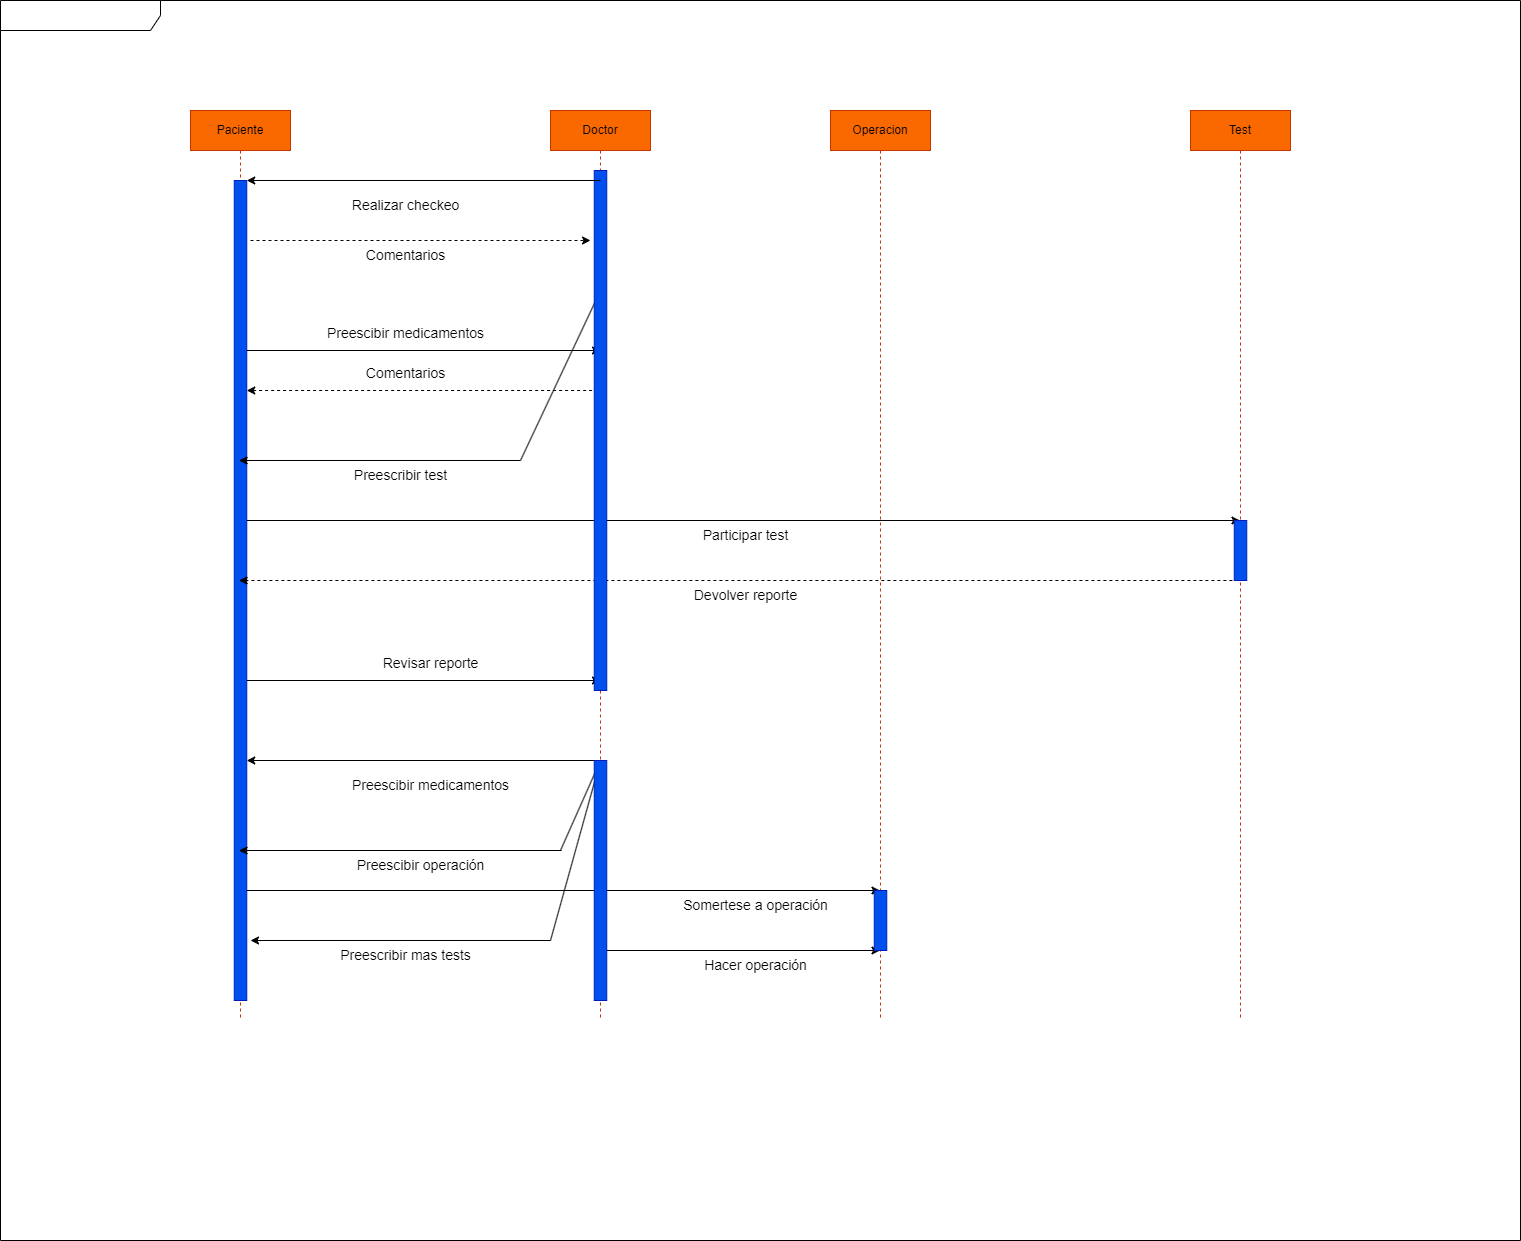 Paciente
Doctor
Operacion
Test
Realizar checkeo
Comentarios
Preescibir medicamentos
Comentarios
Preescribir test
Participar test
Devolver reporte
Revisar reporte
Preescibir medicamentos
Preescibir operación
Somertese a operación
Preescribir mas tests
Hacer operación